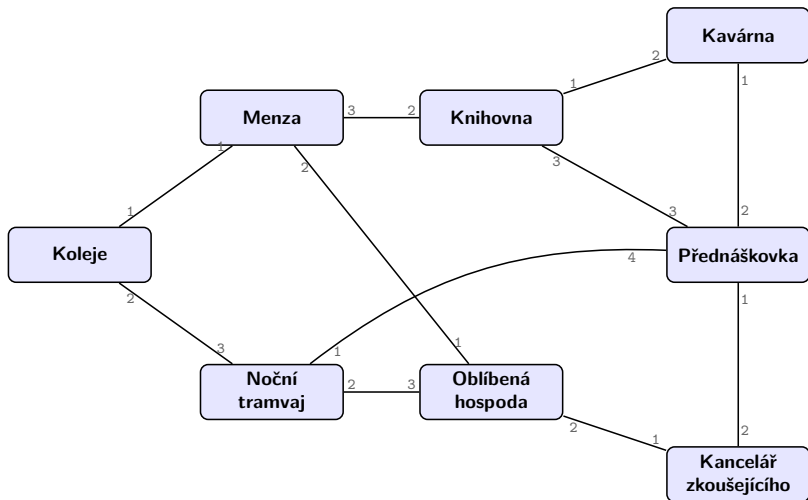 Kavárna
2
1
1
Menza
3
2
Knihovna
1
2
3
1
3
2
Koleje
4
Přednáškovka
2
1
3
1
1
Noční
tramvaj
2
3
Oblíbená
hospoda
2
1
2
Kancelář
zkoušejícího